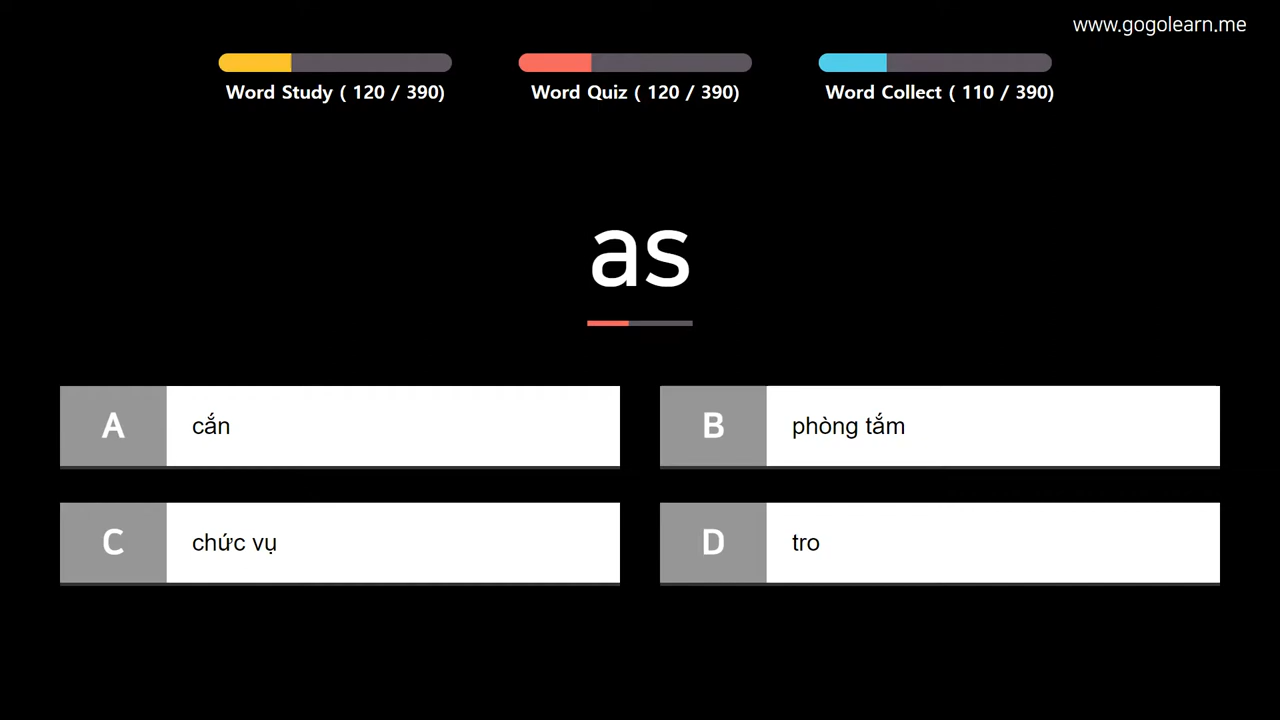 www.gogolearn.me
Word Study ( 120 / 390)
Word Quiz ( 120 / 390)
Word Collect ( 110 / 390)
as
A cắn
B phòng tắm
C chức vụ
D tro